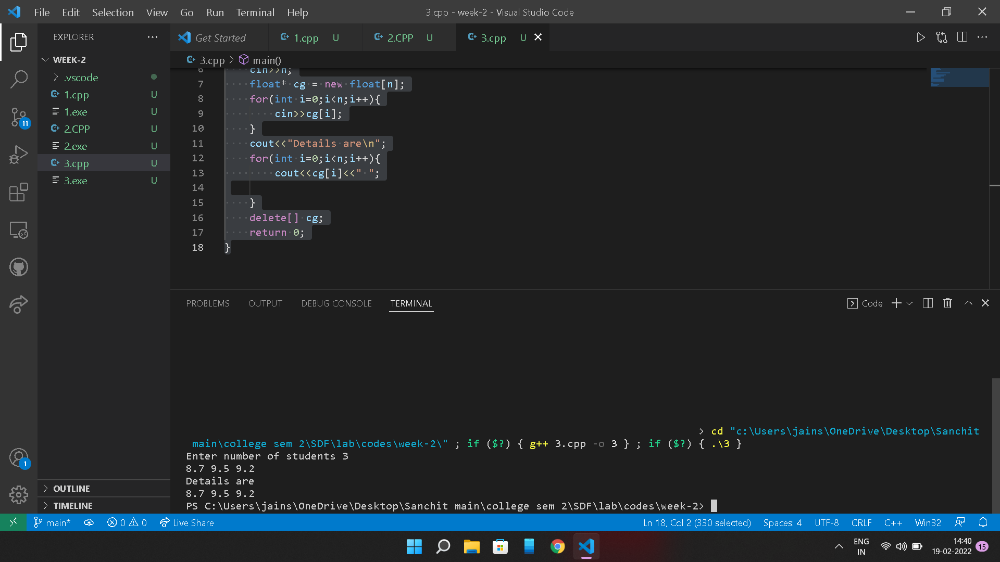 File Edit Selection View Go Run Terminal Help 3.cpp - week-2 - Visual Studio Code
EXPLORER ··· Get Started 1.cpp U 2.CPP U 3.cpp U
WEEK-2
3.cpp > main()
.vscode
1.cpp U
1.exe U
2.CPP U
2.exe U
3.cpp U
3.exe U
6 cin>>n;
7 float* cg = new float[n];
8 for(int i=0;i<n;i++){
9 cin>>cg[i];
10 }
11 cout<<"Details are\n";
12 for(int i=0;i<n;i++){
13 cout<<cg[i]<<" ";
14
15 }
16 delete[] cg;
17 return 0;
18 }
11
1
OUTLINE
TIMELINE
PROBLEMS OUTPUT DEBUG CONSOLE TERMINAL Code
> cd "c:\Users\jains\OneDrive\Desktop\Sanchit
main\college sem 2\SDF\lab\codes\week-2\" ; if ($?) { g++ 3.cpp -o 3 } ; if ($?) { .\3 }
Enter number of students 3
8.7 9.5 9.2
Details are
8.7 9.5 9.2
PS C:\Users\jains\OneDrive\Desktop\Sanchit main\college sem 2\SDF\lab\codes\week-2>
main* 0 0 Live Share Ln 18, Col 2 (330 selected) Spaces: 4 UTF-8 CRLF C++ Win32
ENG
IN
14:40
19-02-2022
15